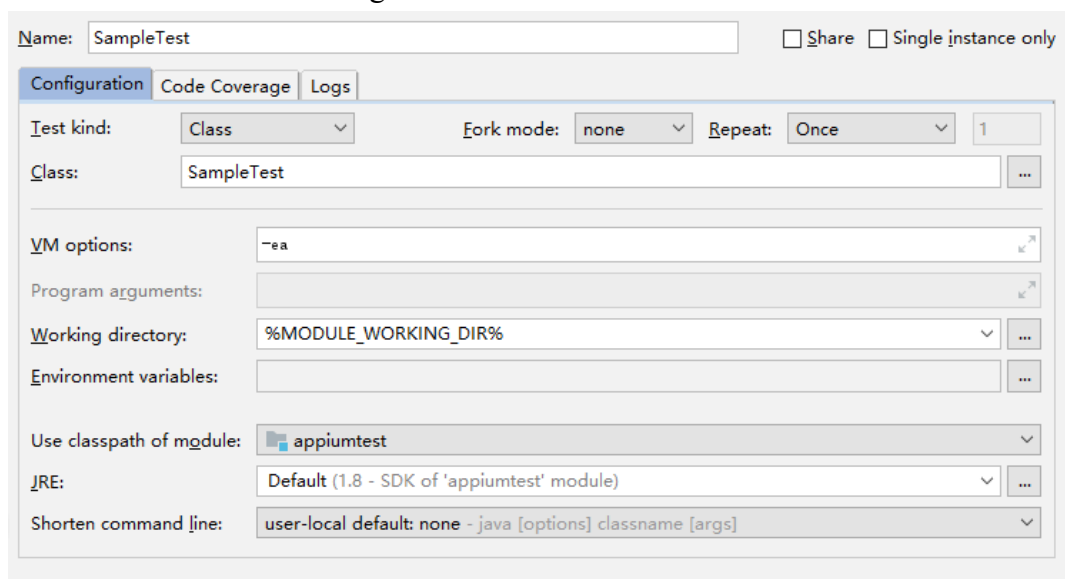 Name: SampleTest Share Single instance only
Configuration Code Coverage Logs
Test kind: Class Fork mode: none Repeat: Once 1
Class: SampleTest ...
VM options: -ea
Program arguments:
Working directory: %MODULE_WORKING_DIR% ...
Environment variables: ...
Use classpath of module: appiumtest
JRE: Default (1.8 - SDK of 'appiumtest' module) ...
Shorten command line: user-local default: none - java [options] classname [args]